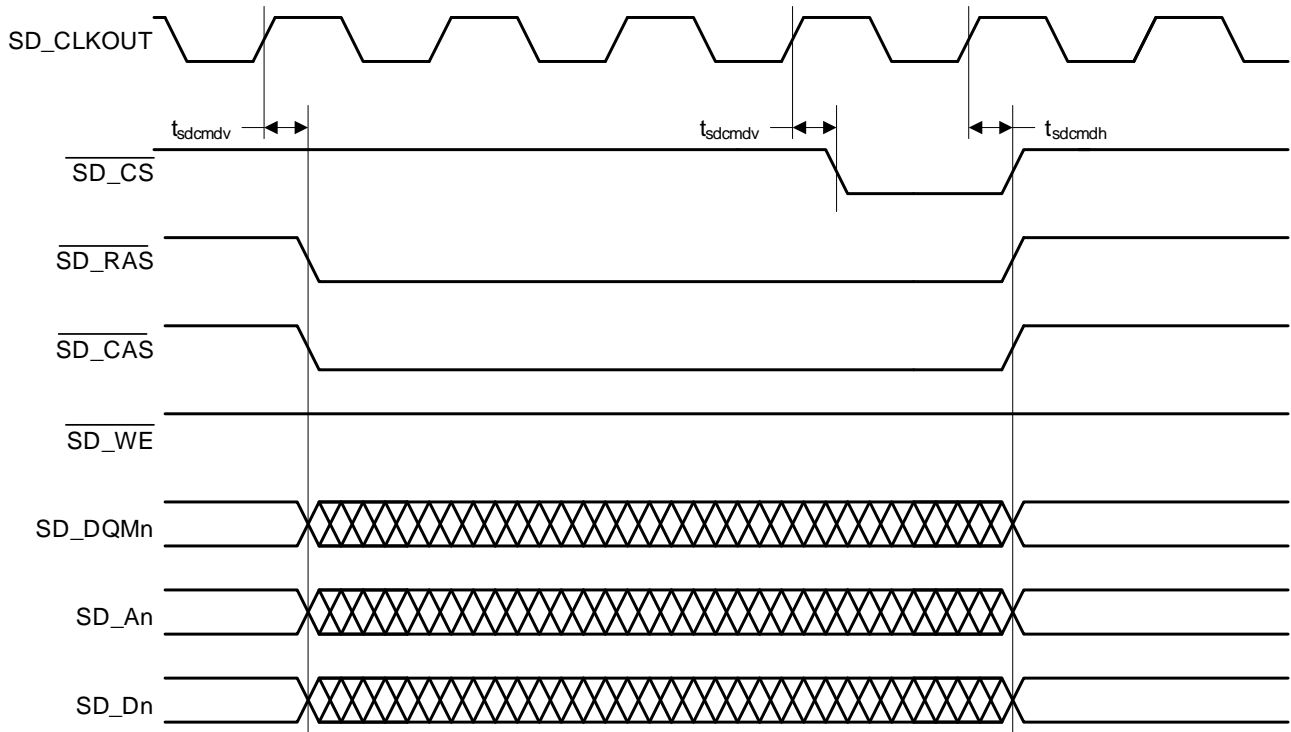 SD_CLKOUT
tsdcmdv
tsdcmdv
tsdcmdh
SD_CS
SD_RAS
SD_CAS
SD_WE
SD_DQMn
SD_An
SD_Dn